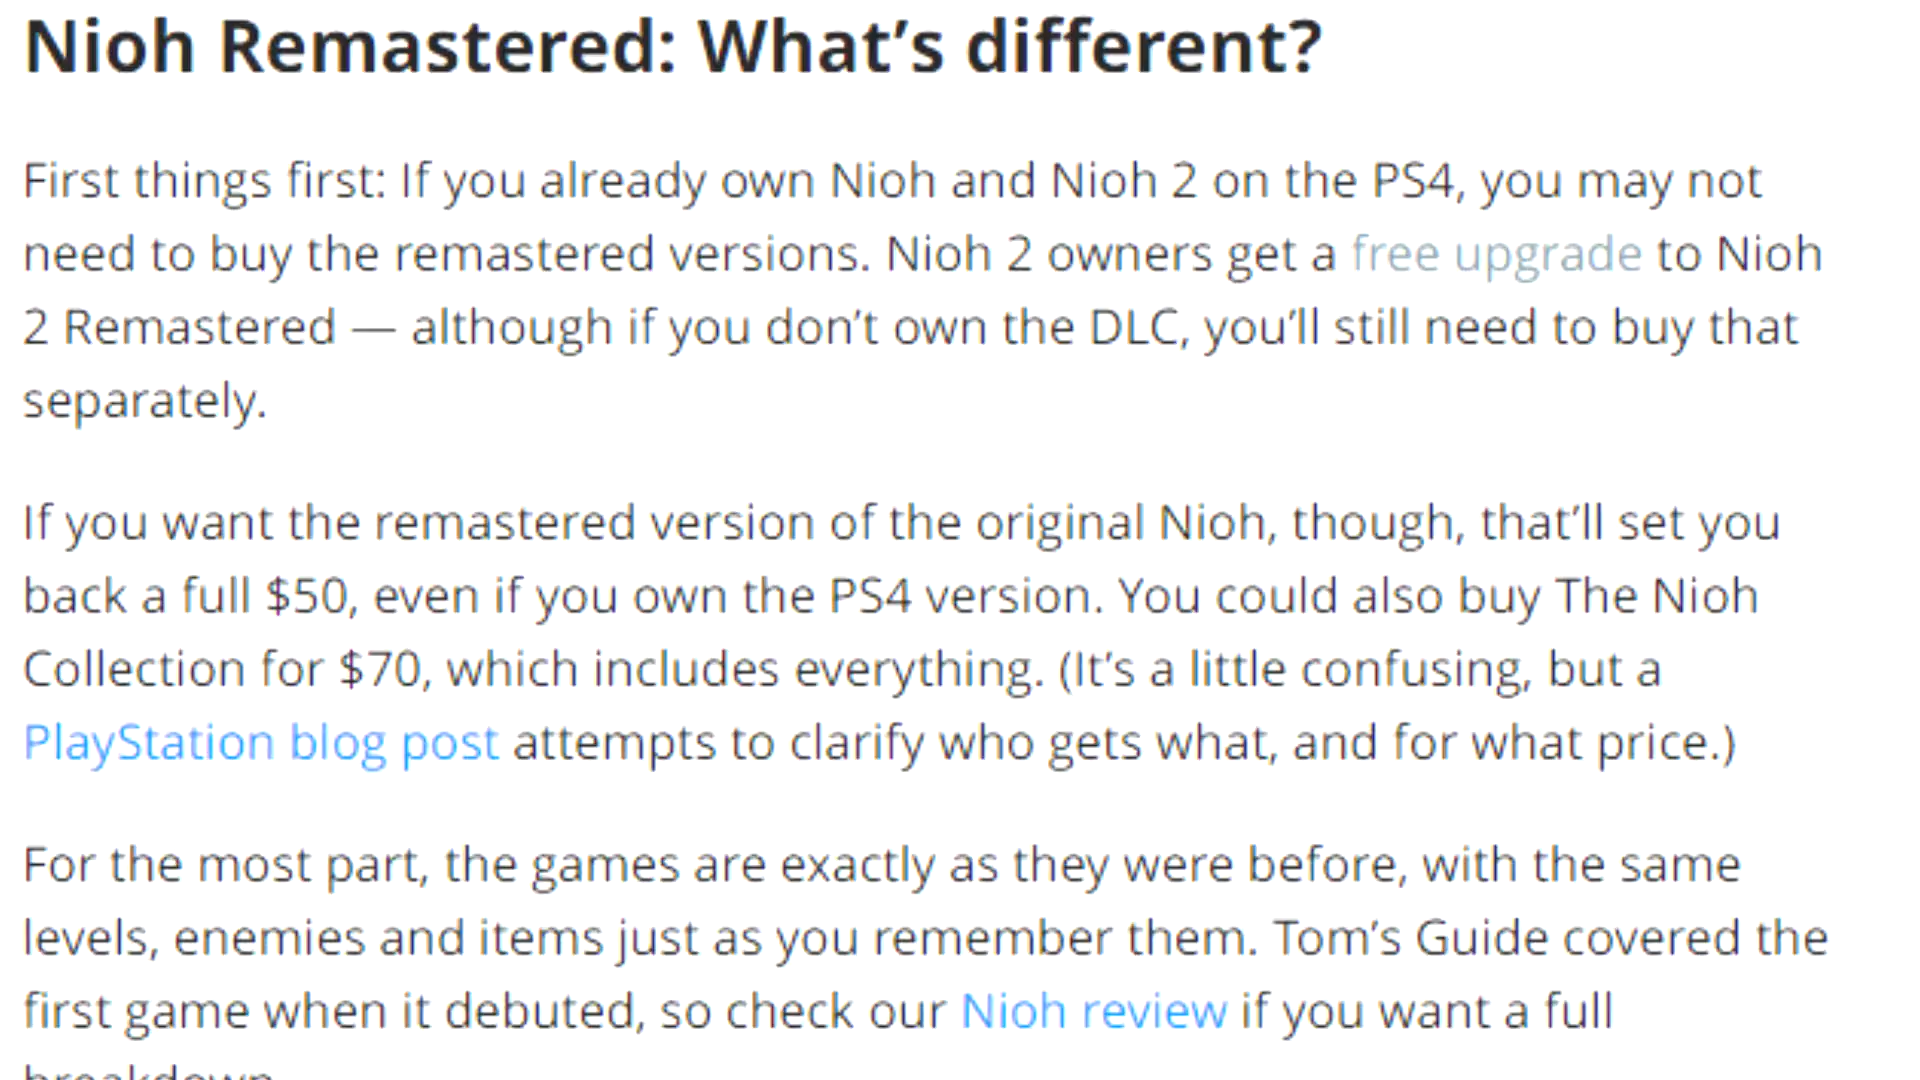 Nioh Remastered: What’s different?
First things first: If you already own Nioh and Nioh 2 on the PS4, you may not
need to buy the remastered versions. Nioh 2 owners get a free upgrade to Nioh
2 Remastered — although if you don’t own the DLC, you’ll still need to buy that
separately.
If you want the remastered version of the original Nioh, though, that’ll set you
back a full $50, even if you own the PS4 version. You could also buy The Nioh
Collection for $70, which includes everything. (It’s a little confusing, but a
PlayStation blog post attempts to clarify who gets what, and for what price.)
For the most part, the games are exactly as they were before, with the same
levels, enemies and items just as you remember them. Tom’s Guide covered the
first game when it debuted, so check our Nioh review if you want a full
breakdown